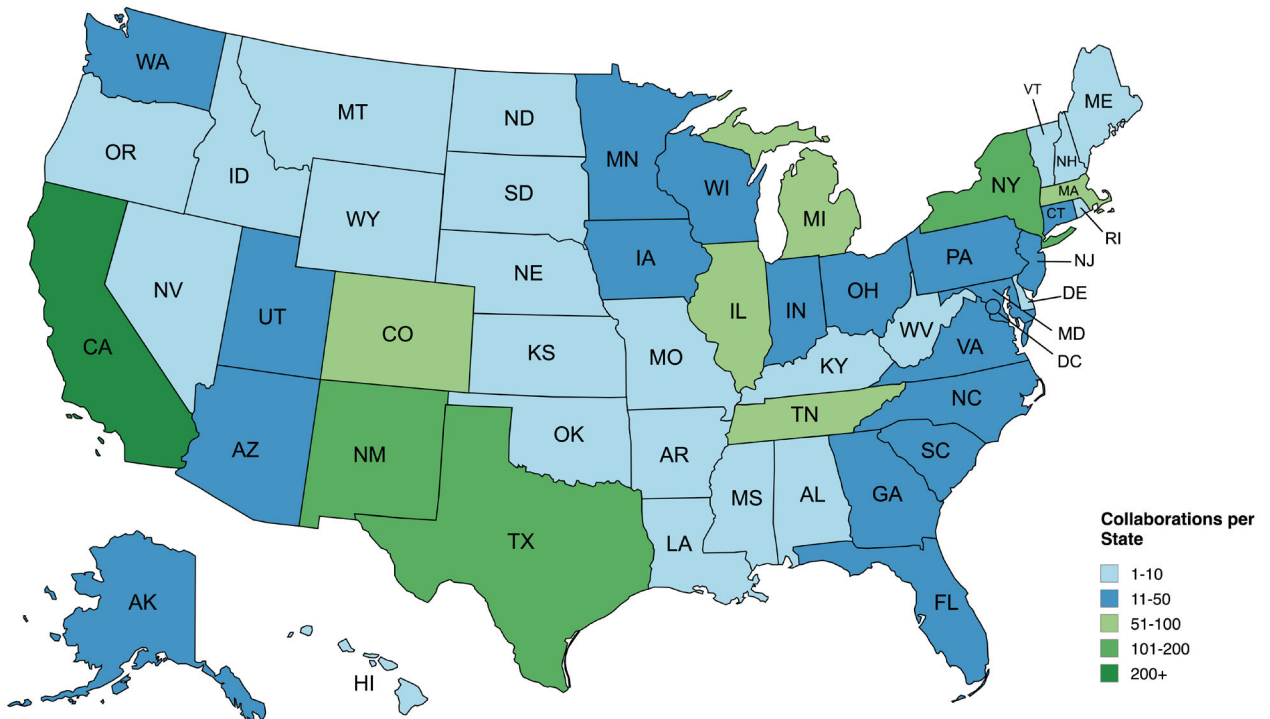 WA
MT
ND
MN
VT
ME
OR
ID
SD
WI
NH
NY
MA
WY
MI
CT
RI
NV
NE
IA
PA
NJ
UT
CO
IL
IN
OH
DE
CA
KS
MO
WV
VA
MD
DC
KY
AZ
NM
OK
AR
TN
NC
SC
MS
AL
GA
TX
LA
AK
FL
HI
Collaborations per
State
1-10
11-50
51-100
101-200
200+